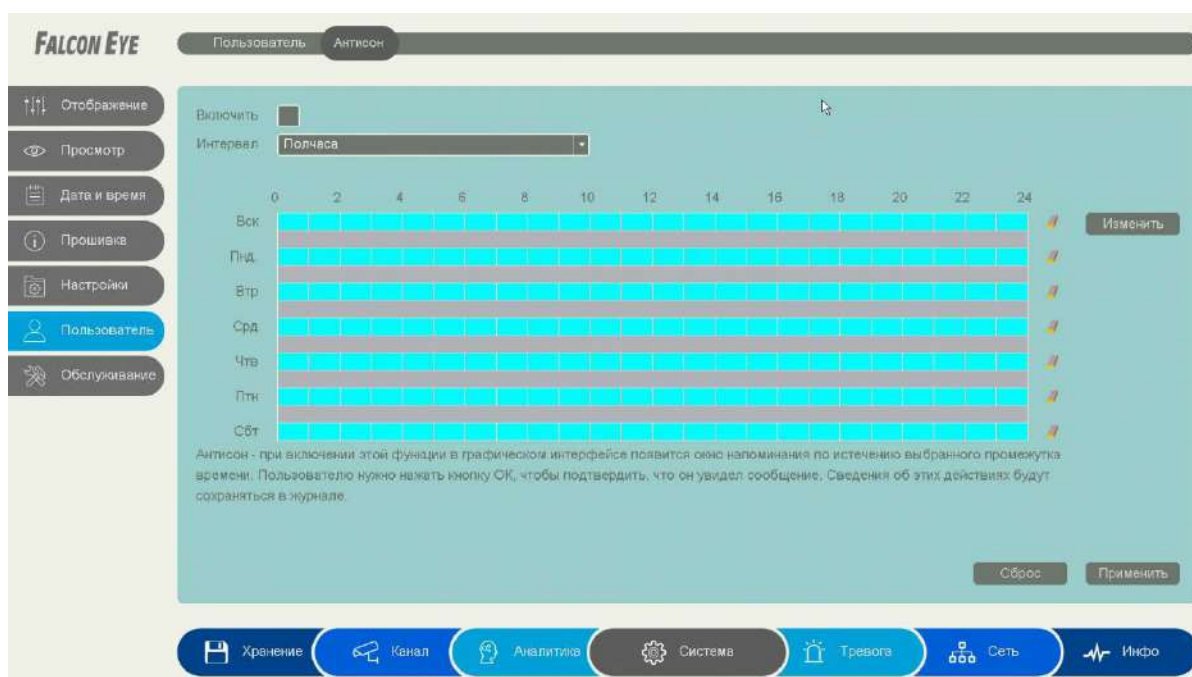 FALCON EYE
Пользователь Антисон
Отображение
Просмотр
Дата и время
Прошивка
Настройки
Пользователь
Обслуживание
Включить
Интервал Полчаса
0 2 4 6 8 10 12 14 16 18 20 22 24
Вск Изменить
Пнд.
Втр
Срд
Чтв
Птн
Сбт
Антисон - при включении этой функции в графическом интерфейсе появится окно напоминания по истечению выбранного промежутка
времени. Пользователю нужно нажать кнопку ОК, чтобы подтвердить, что он увидел сообщение. Сведения об этих действиях будут
сохраняться в журнале.
Сброс Применить
Хранение Канал Аналитика Система Тревога Сеть Инфо